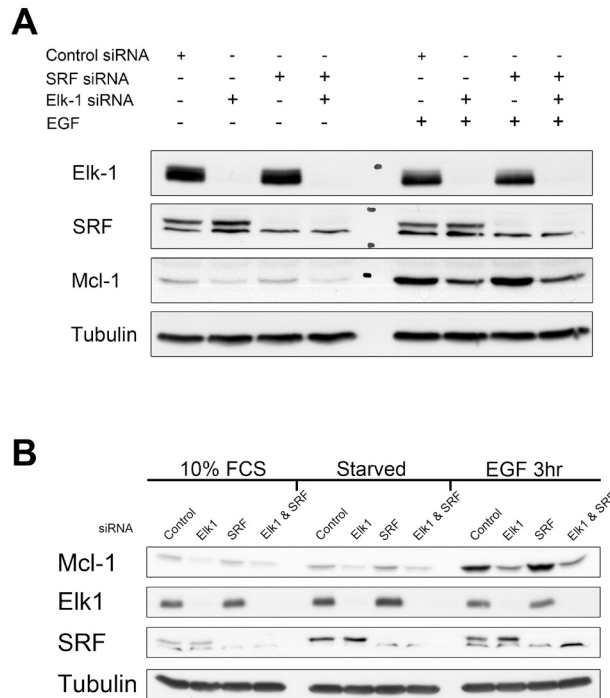 A
Control siRNA + - - - + - - -
SRF siRNA - - + + - - + +
Elk-1 siRNA - + - + - + - +
EGF - - - - + + + +
Elk-1
SRF
Mcl-1
Tubulin
B
10% FCS Starved EGF 3hr
siRNA Control Elk1 SRF Elk1 & SRF Control Elk1 SRF Elk1 & SRF Control Elk1 SRF Elk1 & SRF
Mcl-1
Elk1
SRF
Tubulin